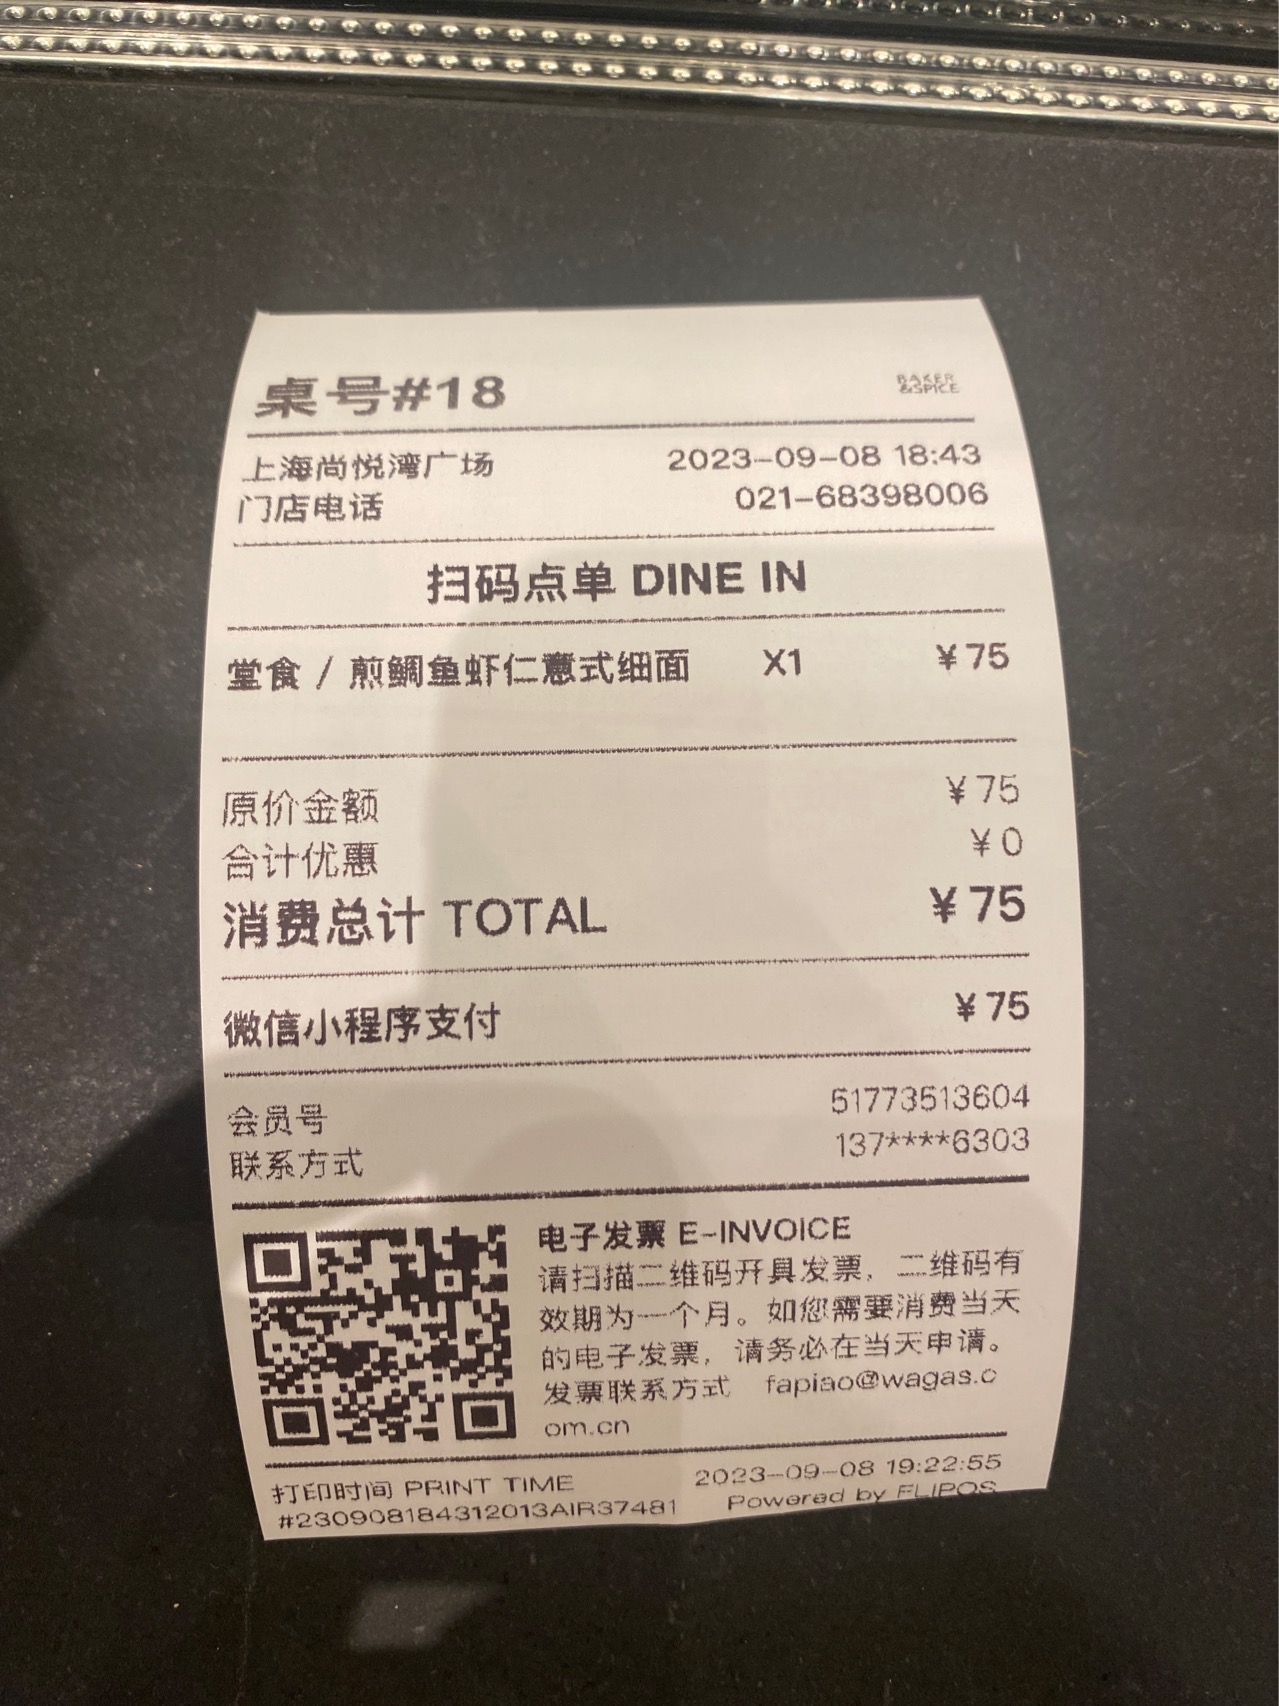 桌号#18
BAKER
&SPICE
上海尚悦湾广场 2023-09-08 18:43
门店电话 021-68398006
扫码点单 DINE IN
堂食 / 煎鲷鱼虾仁意式细面 X1 ¥75
原价金额 ¥75
合计优惠 ¥0
消费总计 TOTAL ¥75
微信小程序支付 ¥75
会员号 51773513604
联系方式 137****6303
电子发票 E-INVOICE
请扫描二维码开具发票，二维码有
效期为一个月。如您需要消费当天
的电子发票，请务必在当天申请。
发票联系方式 fapiao@wagas.c
om.cn
打印时间 PRINT TIME 2023-09-08 19:22:55
#230908184312013AIR37481 Powered by FLIPOS